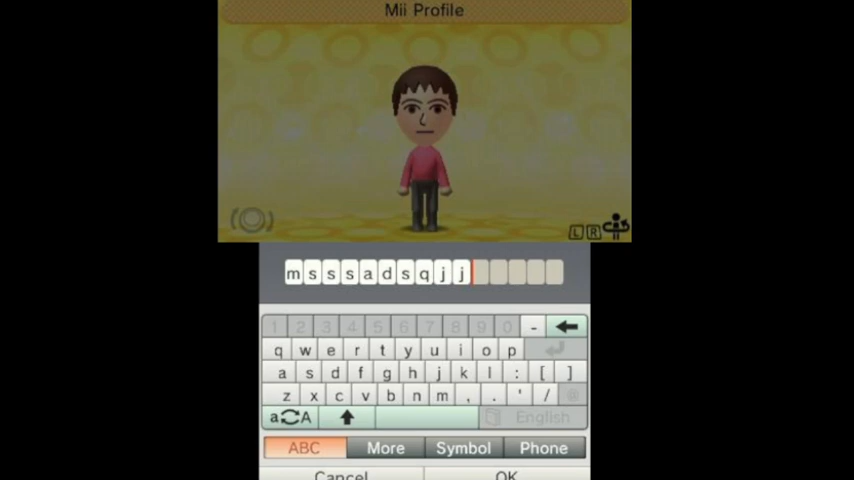 Mii Profile
L R
msssadsqjj
1 2 3 4 5 6 7 8 9 0 -
q w e r t y u i o p
a s d f g h j k l : [ ]
z x c v b n m , . ' / @
a A English
ABC More Symbol Phone
Cancel OK